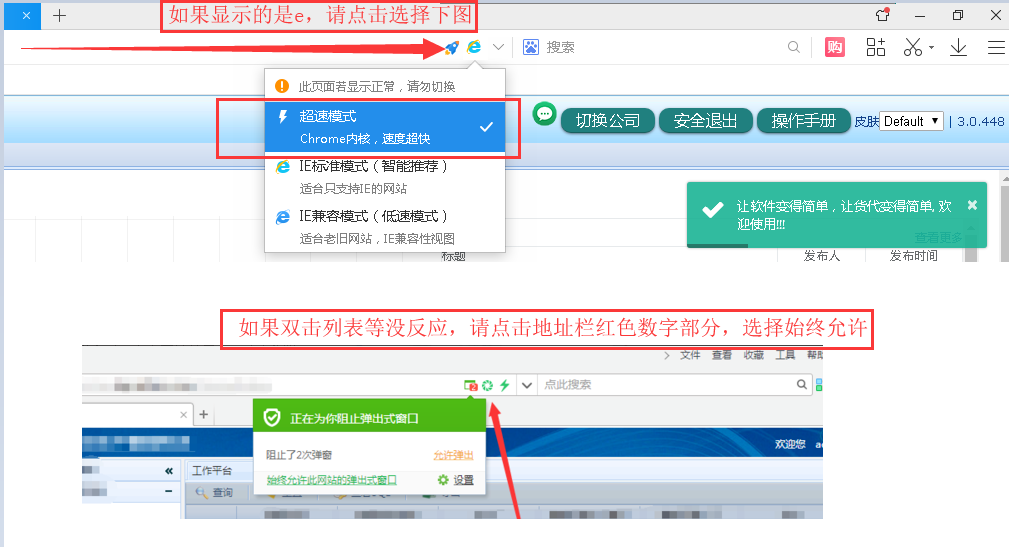 如果显示的是e，请点击选择下图
搜索
购
此页面若显示正常，请勿切换
超速模式
Chrome内核，速度超快
IE标准模式（智能推荐）
适合只支持IE的网站
IE兼容模式（低速模式）
适合老旧网站，IE兼容性视图
切换公司
安全退出
操作手册
皮肤
Default
| 3.0.448
让软件变得简单，让货代变得简单, 欢
迎使用!!!
查看更多
标题
发布人
发布时间
如果双击列表等没反应，请点击地址栏红色数字部分，选择始终允许
文件
查看
收藏
工具
帮助
2
点此搜索
正在为你阻止弹出式窗口
阻止了2次弹窗
允许弹出
始终允许此网站的弹出式窗口
设置
欢迎您
工作平台
查询